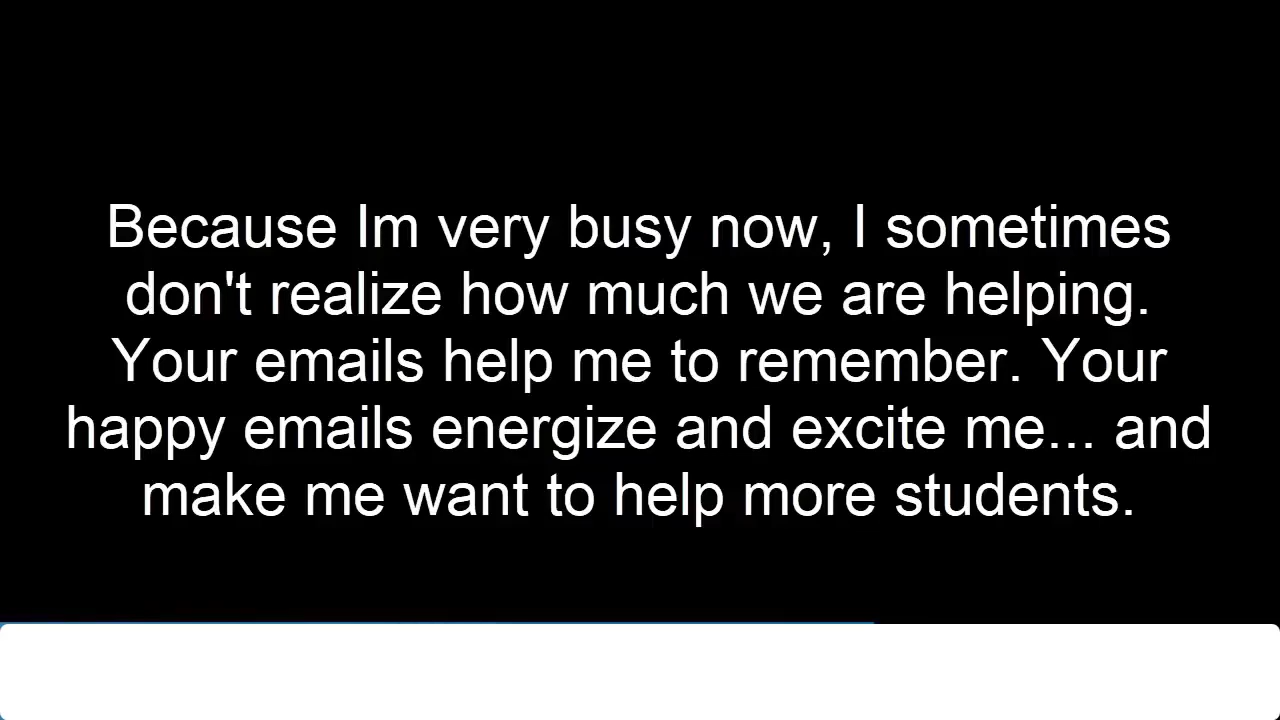 Because Im very busy now, I sometimes
don't realize how much we are helping.
Your emails help me to remember. Your
happy emails energize and excite me... and
make me want to help more students.